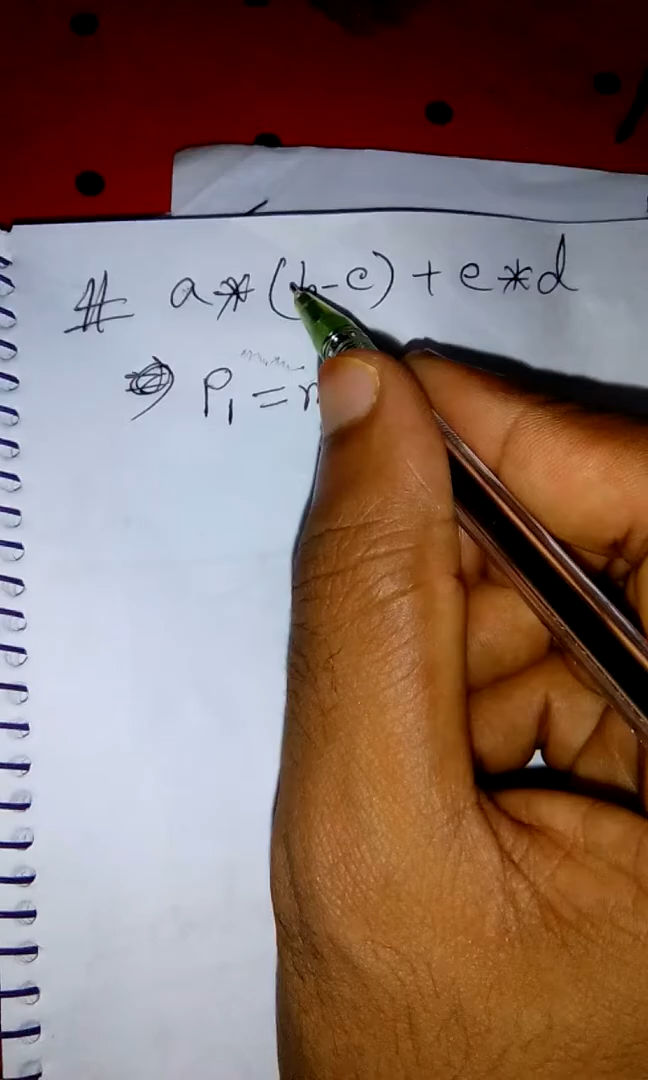 # a * (b - c) + e * d
P₁ =